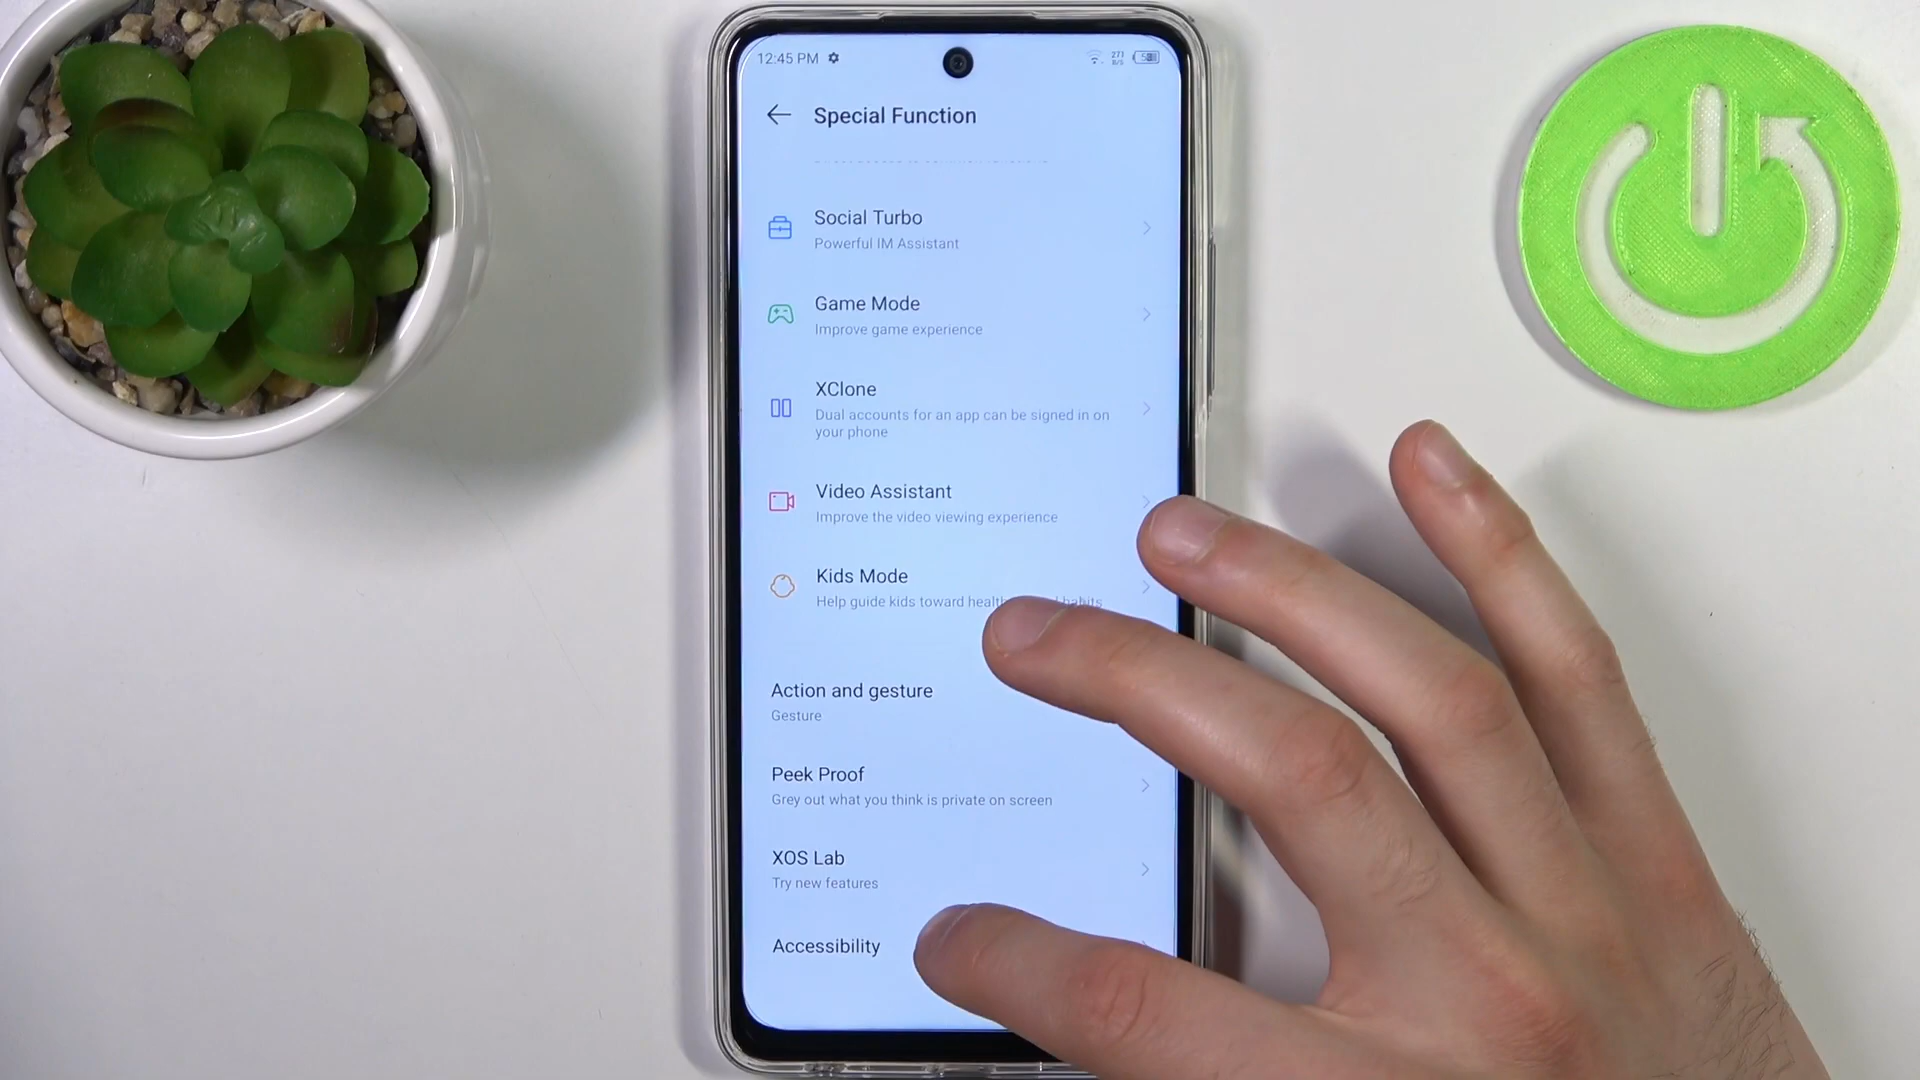 12:45 PM
271
B/S
Special Function
Social Turbo
Powerful IM Assistant
Game Mode
Improve game experience
XClone
Dual accounts for an app can be signed in on
your phone
Video Assistant
Improve the video viewing experience
Kids Mode
Help guide kids toward habits
Action and gesture
Gesture
Peek Proof
Grey out what you think is private on screen
XOS Lab
Try new features
Accessibility